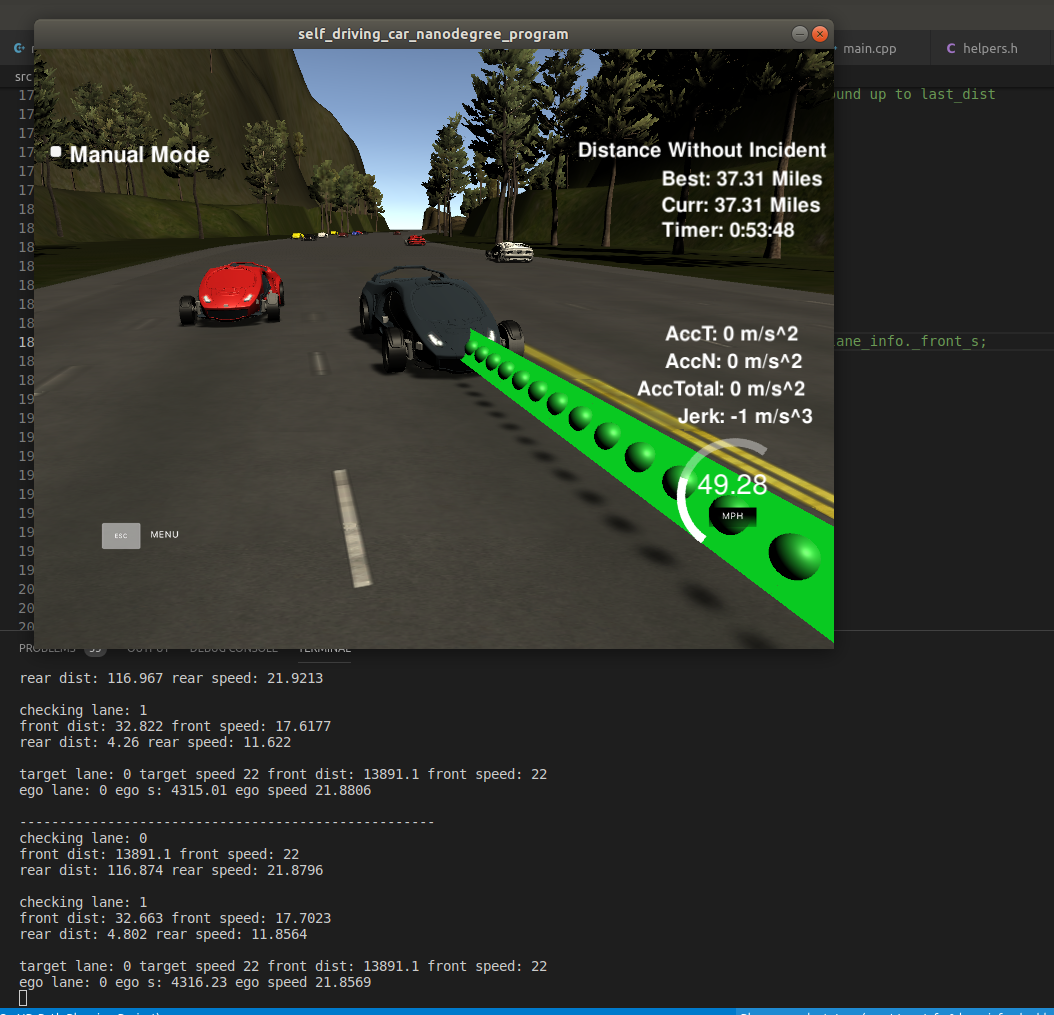 self_driving_car_nanodegree_program
main.cpp
helpers.h
src
und up to last_dist
Manual Mode
Distance Without Incident
Best: 37.31 Miles
Curr: 37.31 Miles
Timer: 0:53:48
AccT: 0 m/s^2
ane_info._front_s;
AccN: 0 m/s^2
AccTotal: 0 m/s^2
Jerk: -1 m/s^3
49.28
MPH
ESC MENU
PROBLEMS OUTPUT DEBUG CONSOLE TERMINAL
rear dist: 116.967 rear speed: 21.9213
checking lane: 1
front dist: 32.822 front speed: 17.6177
rear dist: 4.26 rear speed: 11.622
target lane: 0 target speed 22 front dist: 13891.1 front speed: 22
ego lane: 0 ego s: 4315.01 ego speed 21.8806
--------------------------------------------------
checking lane: 0
front dist: 13891.1 front speed: 22
rear dist: 116.874 rear speed: 21.8796
checking lane: 1
front dist: 32.663 front speed: 17.7023
rear dist: 4.802 rear speed: 11.8564
target lane: 0 target speed 22 front dist: 13891.1 front speed: 22
ego lane: 0 ego s: 4316.23 ego speed 21.8569